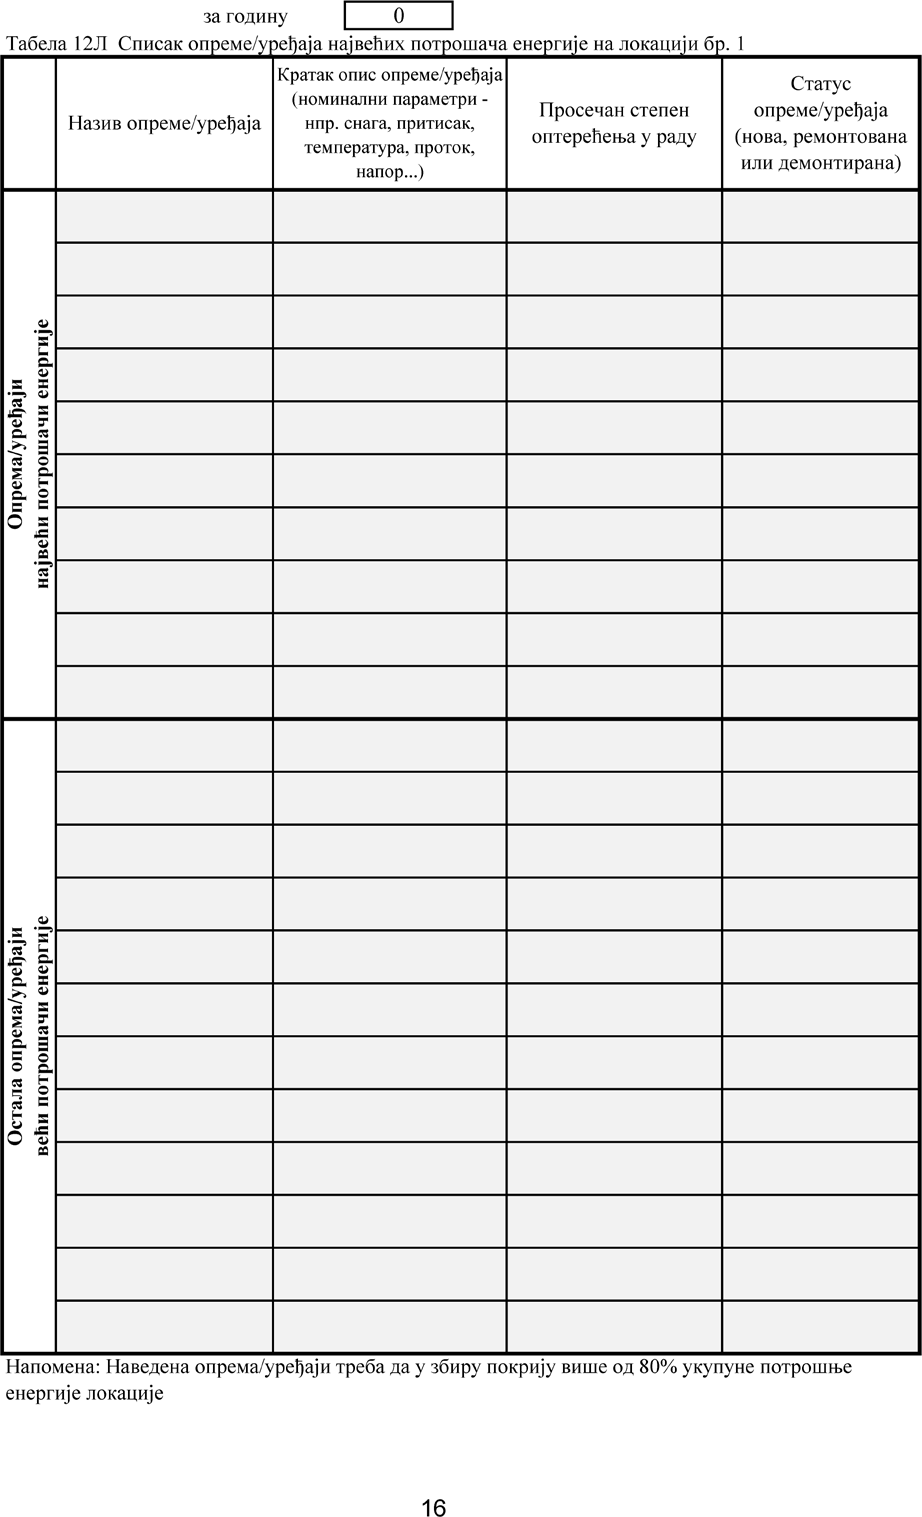 за годину 0
Табела 12Л Списак опреме/уређаја највећих потрошача енергије на локацији бр. 1
Назив опреме/уређаја
Кратак опис опреме/уређаја
(номинални параметри -
нпр. снага, притисак,
температура, проток,
напор...)
Просечан степен
оптерећења у раду
Статус
опреме/уређаја
(нова, ремонтована
или демонтирана)
Опрема/уређаји
највећи потрошачи енергије
Остала опрема/уређаји
већи потрошачи енергије
Напомена: Наведена опрема/уређаји треба да у збиру покрију више од 80% укупуне потрошње
енергије локације
16